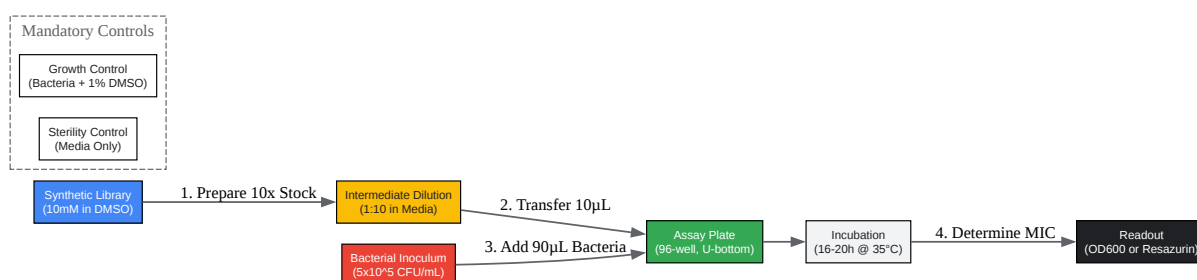 Mandatory Controls
Growth Control
(Bacteria + 1% DMSO)
Sterility Control
(Media Only)
Synthetic Library
(10mM in DMSO)
1. Prepare 10x Stock
Intermediate Dilution
(1:10 in Media)
2. Transfer 10µL
Bacterial Inoculum
(5x10^5 CFU/mL)
3. Add 90µL Bacteria
Assay Plate
(96-well, U-bottom)
Incubation
(16-20h @ 35°C)
4. Determine MIC
Readout
(OD600 or Resazurin)